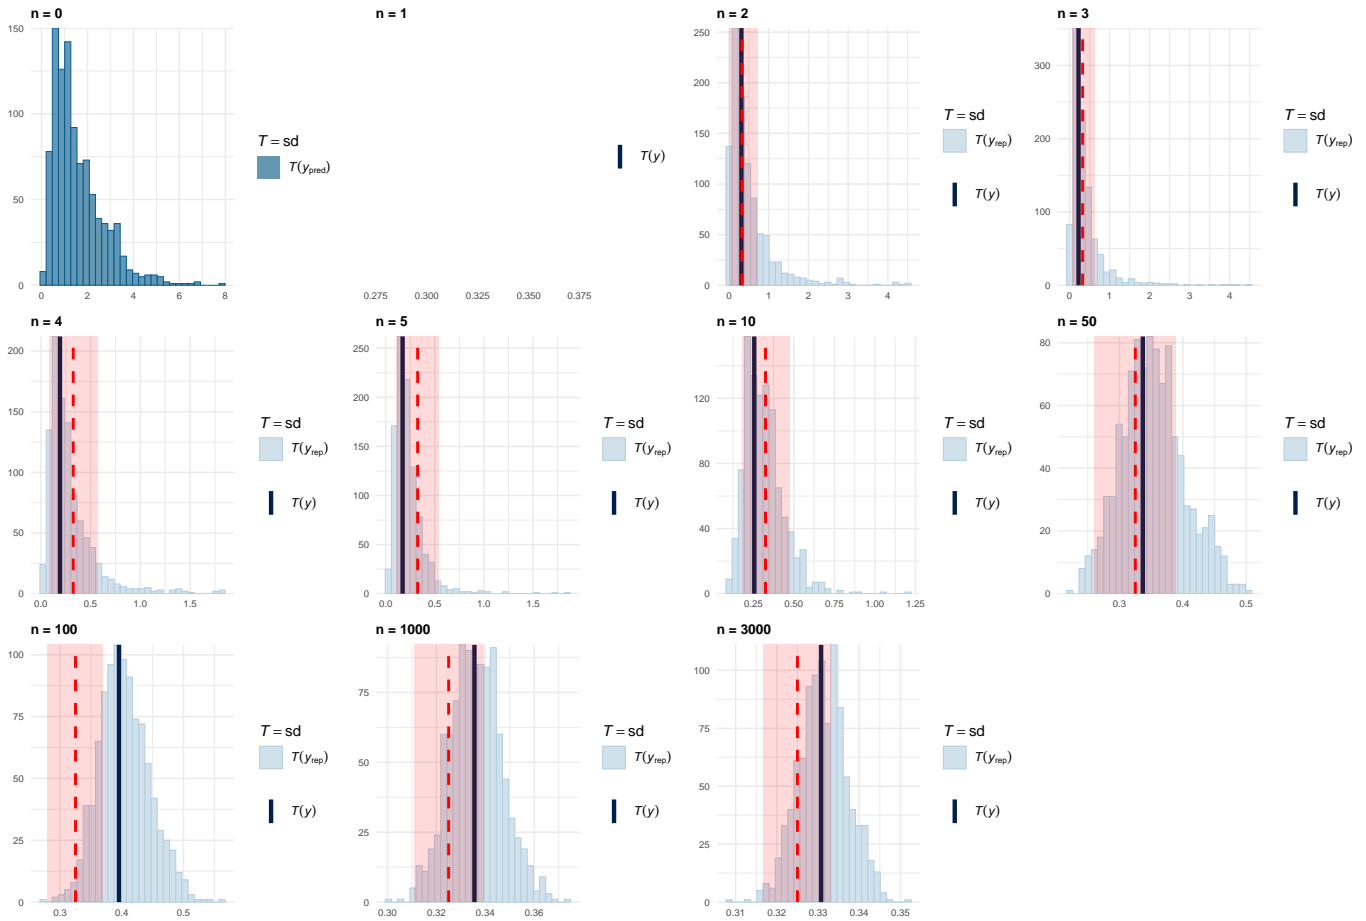 n = 0
150
100
50
0
0 2 4 6 8
T = sd
T(ypred)
n = 1
0.275 0.300 0.325 0.350 0.375
T(y)
n = 2
250
200
150
100
50
0
0 1 2 3 4
T = sd
T(yrep)
T(y)
n = 3
300
200
100
0
0 1 2 3 4
T = sd
T(yrep)
T(y)
n = 4
200
150
100
50
0
0.0 0.5 1.0 1.5
T = sd
T(yrep)
T(y)
n = 5
250
200
150
100
50
0
0.0 0.5 1.0 1.5
T = sd
T(yrep)
T(y)
n = 10
120
80
40
0
0.25 0.50 0.75 1.00 1.25
T = sd
T(yrep)
T(y)
n = 50
80
60
40
20
0
0.3 0.4 0.5
T = sd
T(yrep)
T(y)
n = 100
100
75
50
25
0
0.3 0.4 0.5
T = sd
T(yrep)
T(y)
n = 1000
75
50
25
0
0.30 0.32 0.34 0.36
T = sd
T(yrep)
T(y)
n = 3000
100
75
50
25
0
0.31 0.32 0.33 0.34 0.35
T = sd
T(yrep)
T(y)